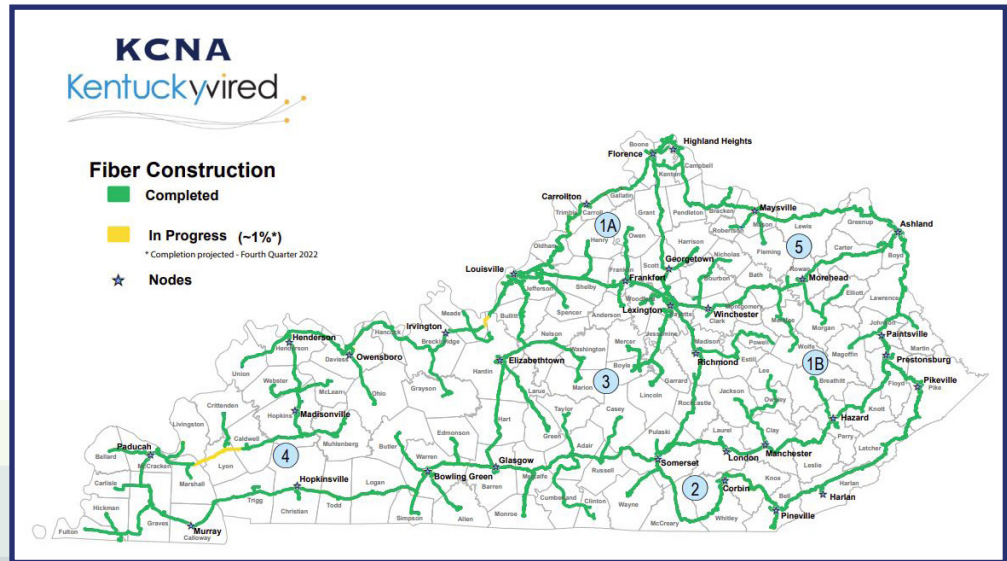 KCNA
Kentuckywired
Fiber Construction
Completed
In Progress (~1%*)
* Completion projected - Fourth Quarter 2022
Nodes
Boone
Highland Heights
Florence
Campbell
Kenton
Carrollton
Gallatin
Trimble
Carroll
Grant
Pendleton
Bracken
Maysville
Mason
Lewis
Greenup
Ashland
1A
Owen
Robertson
5
Oldham
Henry
Harrison
Fleming
Carter
Boyd
Nicholas
Louisville
Scott
Georgetown
Franklin
Frankfort
Bourbon
Bath
Rowan
Morehead
Jefferson
Shelby
Elliott
Woodford
Lawrence
Meade
Bullitt
Spencer
Anderson
Lexington
Fayette
Winchester
Montgomery
Clark
Menifee
Morgan
Henderson
Henderson
Hancock
Irvington
Nelson
Jessamine
Johnson
Paintsville
Breckinridge
Washington
Mercer
Madison
Powell
Wolfe
Magoffin
Martin
Daviess
Owensboro
Elizabethtown
Boyle
Richmond
Estill
1B
Prestonsburg
Union
Hardin
Lee
Floyd
Pikeville
Webster
McLean
Ohio
Grayson
Larue
Marion
3
Garrard
Breathitt
Pike
Crittenden
Hopkins
Madisonville
Lincoln
Jackson
Owsley
Knott
Livingston
Taylor
Casey
Rockcastle
Hazard
Hart
Perry
Caldwell
Muhlenberg
Butler
Edmonson
Green
Adair
Pulaski
Laurel
Clay
Latcher
Paducah
Ballard
McCracken
Lyon
4
Warren
Glasgow
Metcalfe
Russell
Somerset
London
Manchester
Leslie
Marshall
Hopkinsville
Logan
Bowling Green
Barren
Knox
Harlan
Carlisle
Trigg
Cumberland
Clinton
Wayne
2
Corbin
Bell
Harlan
Hickman
Graves
Murray
Christian
Todd
Simpson
Allen
Monroe
McCreary
Whitley
Pineville
Fulton
Calloway